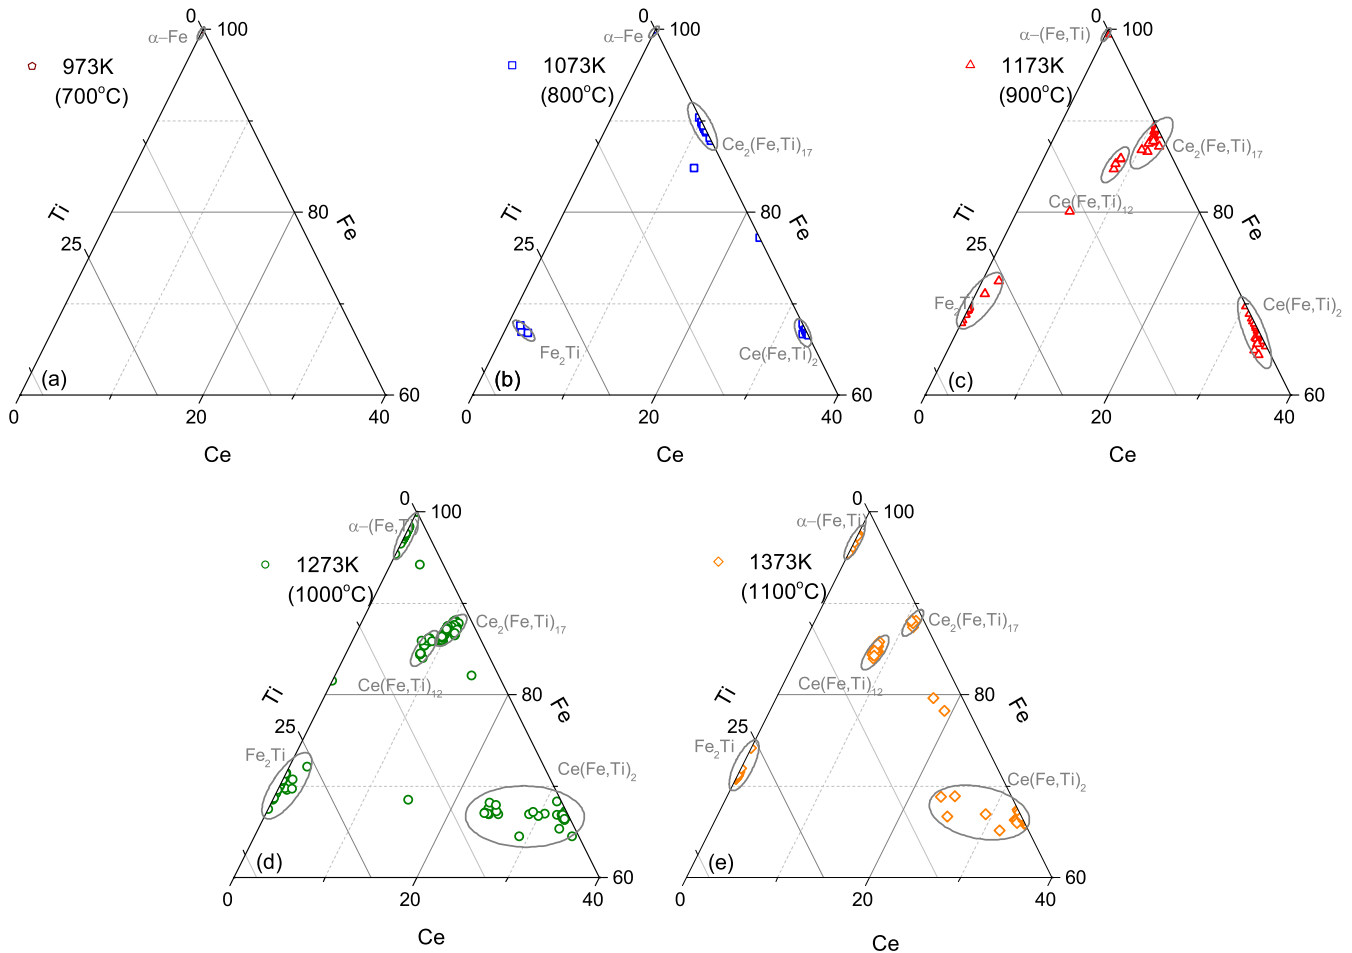 0
100
α−Fe
973K
(700°C)
Ti
Fe
80
25
(a)
60
0
20
40
Ce
0
100
α−Fe
1073K
(800°C)
Ce2(Fe,Ti)17
Ti
Fe
80
25
Fe2Ti
Ce(Fe,Ti)2
(b)
60
0
20
40
Ce
0
100
α−(Fe,Ti)
1173K
(900°C)
Ce2(Fe,Ti)17
Ce(Fe,Ti)12
Ti
Fe
80
25
Fe2Ti
Ce(Fe,Ti)2
(c)
60
0
20
40
Ce
0
100
α−(Fe,Ti)
1273K
(1000°C)
Ce2(Fe,Ti)17
Ce(Fe,Ti)12
Ti
Fe
80
25
Fe2Ti
Ce(Fe,Ti)2
(d)
60
0
20
40
Ce
0
100
α−(Fe,Ti)
1373K
(1100°C)
Ce2(Fe,Ti)17
Ce(Fe,Ti)12
Ti
Fe
80
25
Fe2Ti
Ce(Fe,Ti)2
(e)
60
0
20
40
Ce